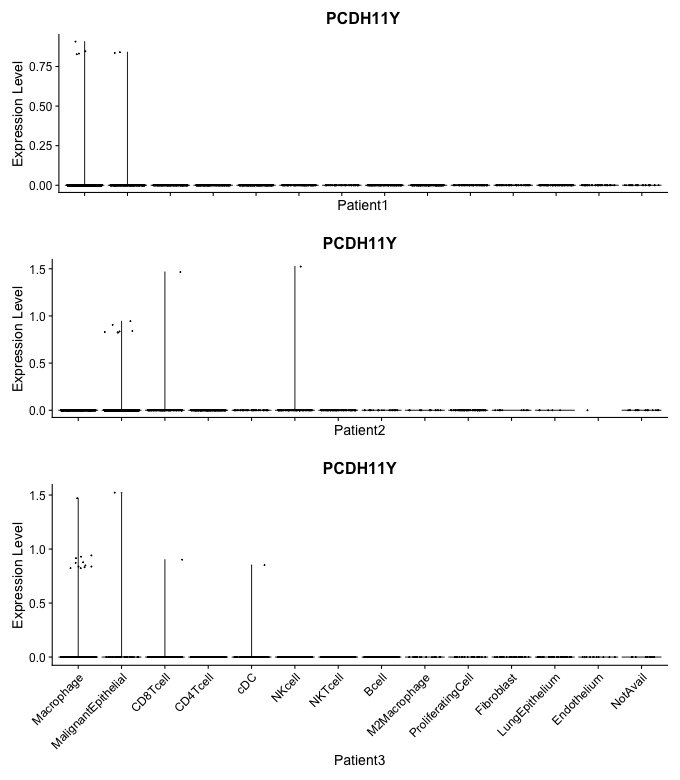 PCDH11Y
Expression Level
0.75
0.50
0.25
0.00
Patient1
PCDH11Y
Expression Level
1.5
1.0
0.5
0.0
Patient2
PCDH11Y
Expression Level
1.5
1.0
0.5
0.0
Macrophage
MalignantEpithelial
CD8Tcell
CD4Tcell
cDC
NKcell
NKTcell
Bcell
M2Macrophage
ProliferatingCell
Fibroblast
LungEpithelium
Endothelium
NotAvail
Patient3